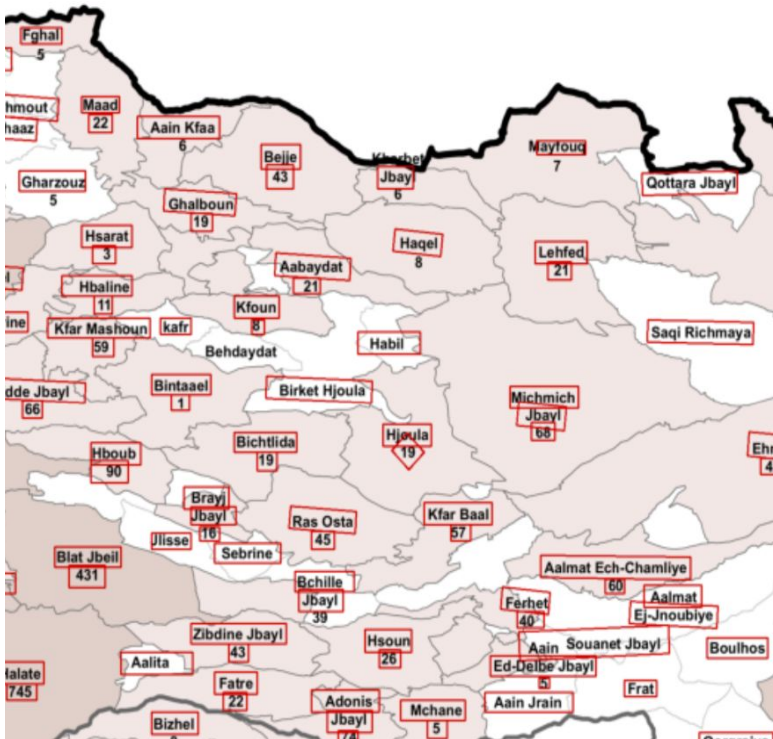 Fghal
5
Maad
22
Aain Kfaa
6
Bejje
43
Kharbet
Jbayl
6
Mayfouq
7
Qottara Jbayl
Gharzouz
5
Ghalboun
19
Hsarat
3
Haqel
8
Lehfed
21
Aabaydat
21
Hbaline
11
Kfoun
8
Kfar Mashoun
59
kafr
Behdaydat
Habil
Saqi Richmaya
Bintaael
1
Birket Hjoula
Michmich
Jbayl
68
dde Jbayl
66
Hjoula
19
Hboub
90
Bichtlida
19
Brayj
Jbayl
16
Ras Osta
45
Kfar Baal
57
Jlisse
Sebrine
Blat Jbeil
431
Bchille
Jbayl
39
Aalmat Ech-Chamliye
60
Ferhet
40
Aalmat
Ej-Jnoubiye
Zibdine Jbayl
43
Hsoun
26
Aain
Souanet Jbayl
Ed-Delbe Jbayl
5
Boulhos
Aalita
Halate
745
Fatre
22
Adonis
Jbayl
74
Mchane
5
Aain Jrain
Frat
Bizhel